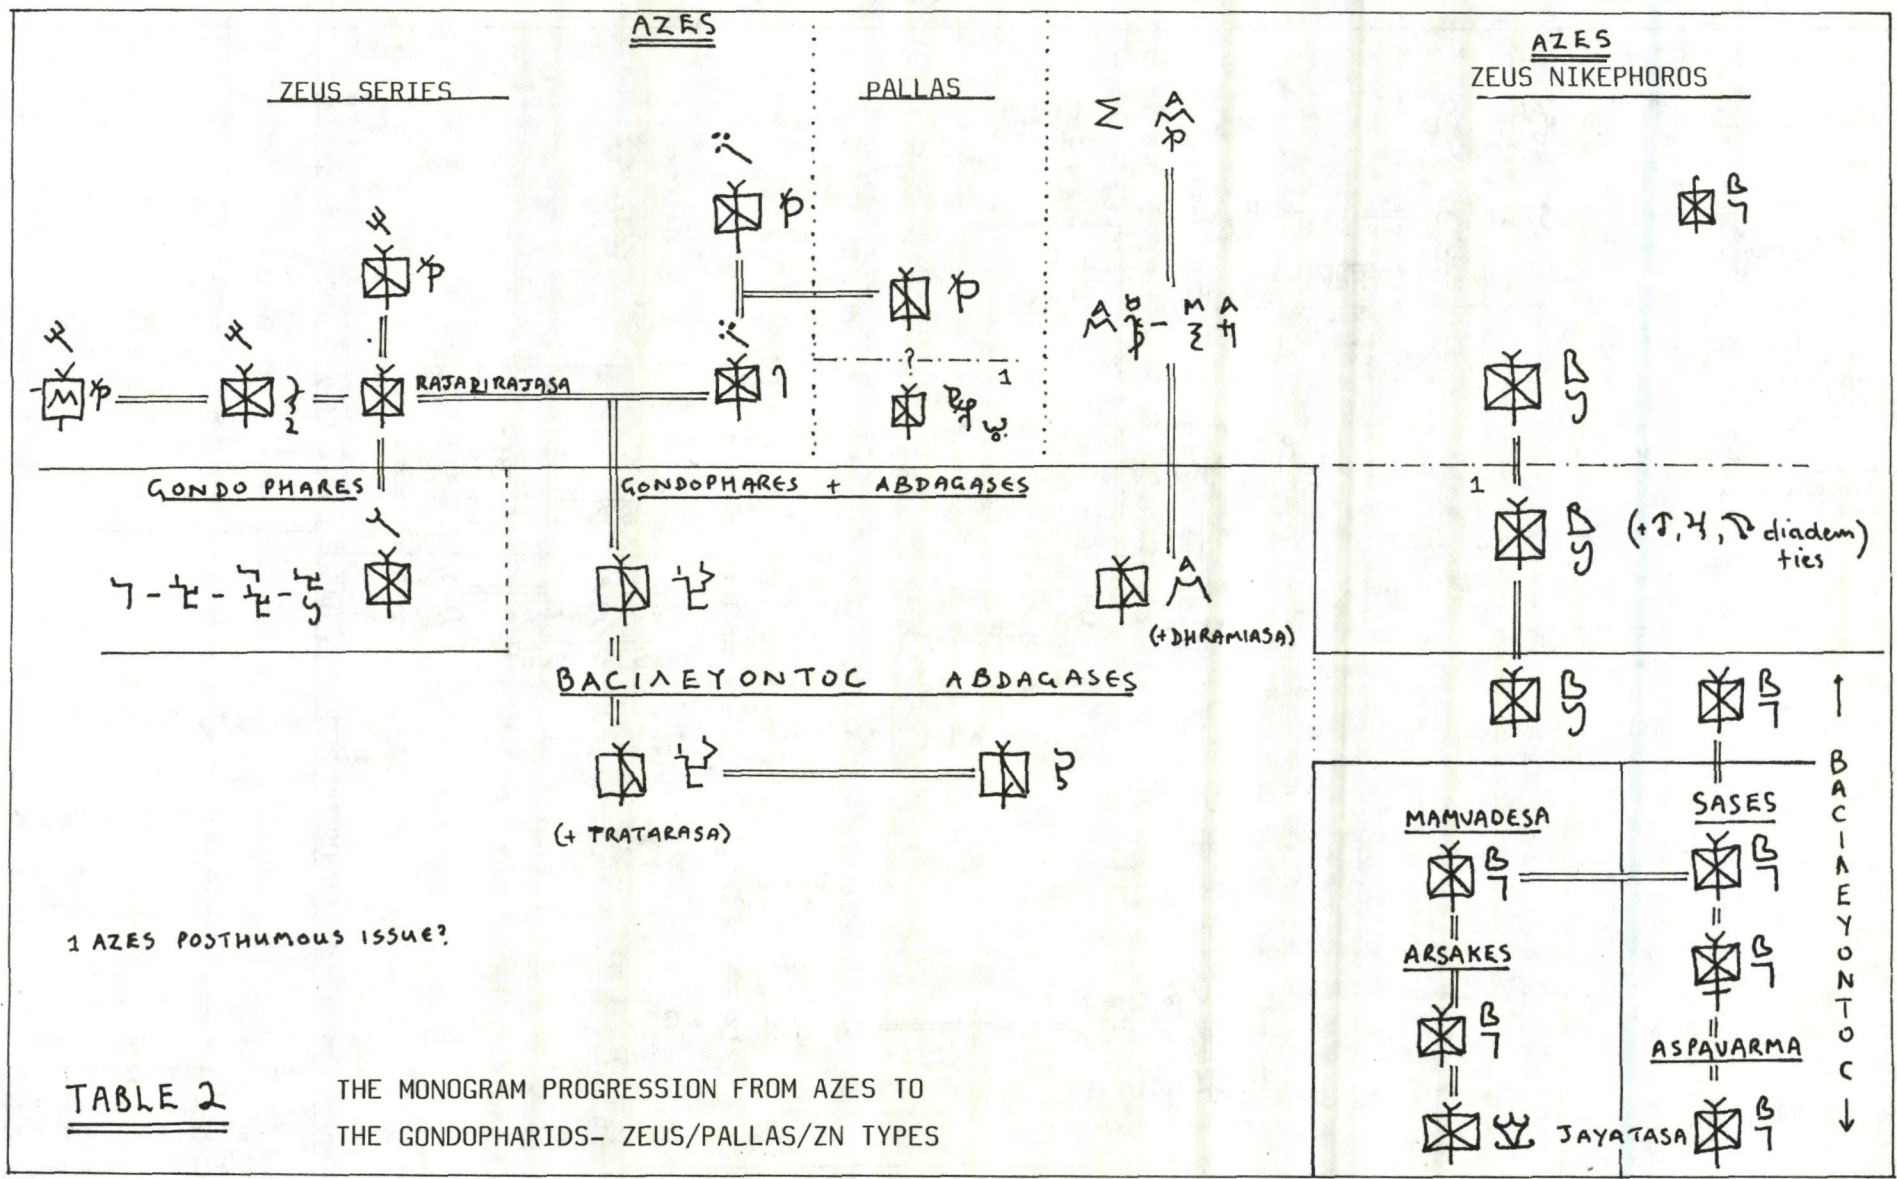 AZES
ZEUS SERIES
PALLAS
AZES
ZEUS NIKEPHOROS
Σ
RAJADIRAJASA
?
1
GONDOPHARES
GONDOPHARES + ABDAGASES
1
diadem
ties
(+DHRAMIASA)
BACIΛEYONTOC ABDAGASES
(+ TRATARASA)
BACIΛEYONTOC
MAMVADESA
SASES
ARSAKES
ASPAVARMA
JAYATASA
1 AZES POSTHUMOUS ISSUE?
TABLE 2
THE MONOGRAM PROGRESSION FROM AZES TO
THE GONDOPHARIDS- ZEUS/PALLAS/ZN TYPES